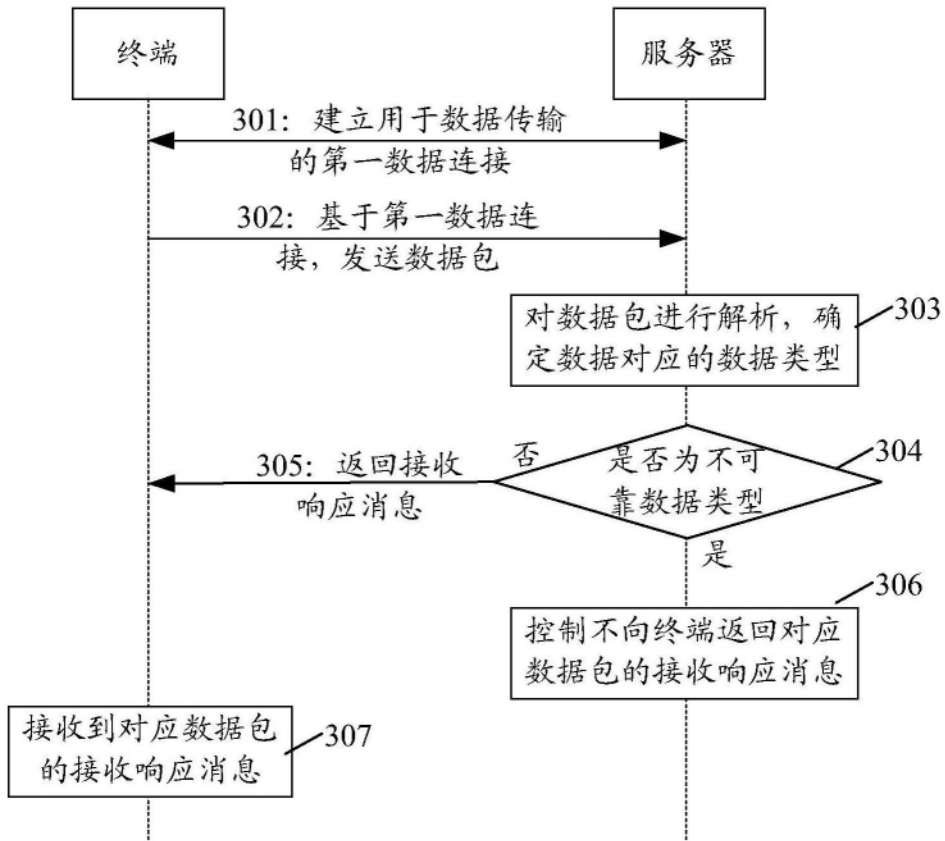 终端
服务器
301：建立用于数据传输
的第一数据连接
302：基于第一数据连
接，发送数据包
对数据包进行解析，确
定数据对应的数据类型
303
是否为不可
靠数据类型
304
否
305：返回接收
响应消息
是
306
控制不向终端返回对应
数据包的接收响应消息
接收到对应数据包
的接收响应消息
307